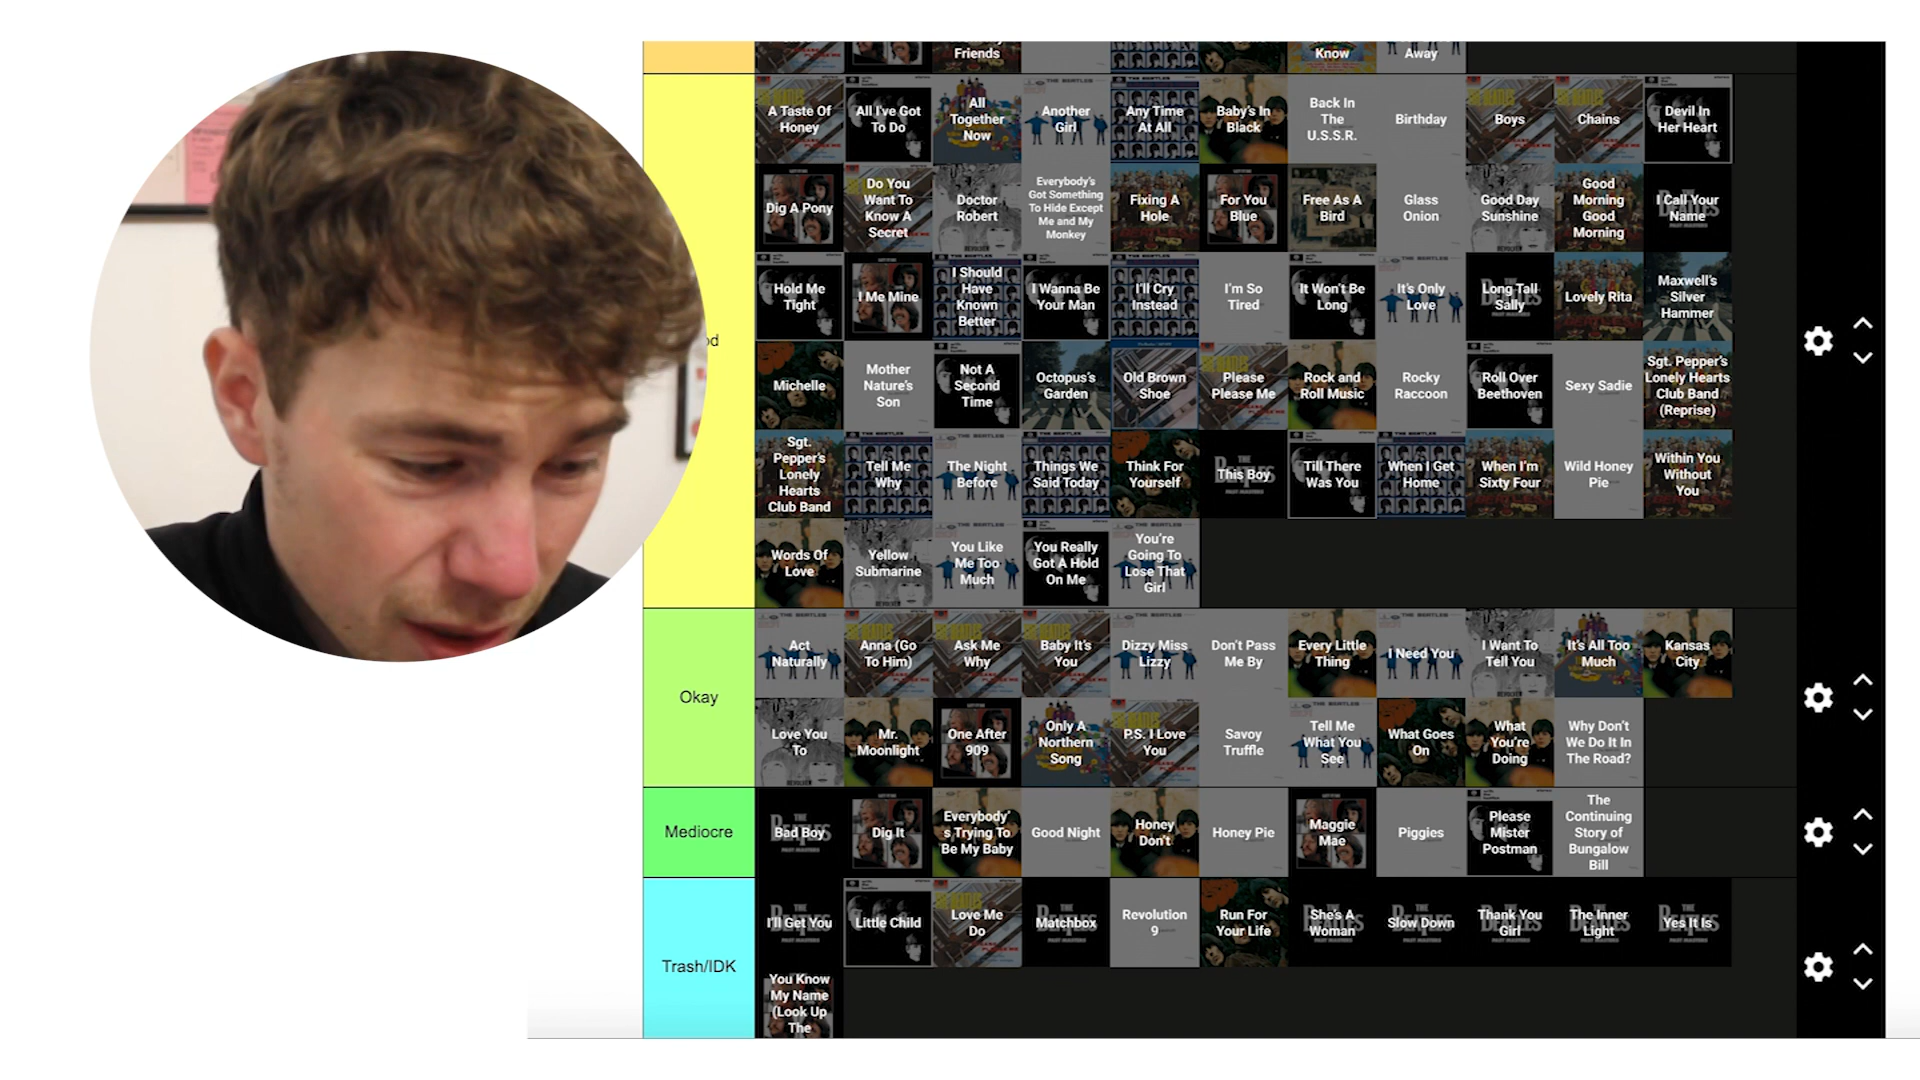 Friends
Know
Away
A Taste Of
Honey
All I've Got
To Do
All
Together
Now
Another
Girl
Any Time
At All
Baby's In
Black
Back In
The
U.S.S.R.
Birthday
Boys
Chains
Devil In
Her Heart
Dig A Pony
Do You
Want To
Know A
Secret
Doctor
Robert
Everybody's
Got Something
To Hide Except
Me and My
Monkey
Fixing A
Hole
For You
Blue
Free As A
Bird
Glass
Onion
Good Day
Sunshine
Good
Morning
Good
Morning
I Call Your
Name
Hold Me
Tight
I Me Mine
I Should
Have
Known
Better
I Wanna Be
Your Man
I'll Cry
Instead
I'm So
Tired
It Won't Be
Long
It's Only
Love
Long Tall
Sally
Lovely Rita
Maxwell's
Silver
Hammer
Michelle
Mother
Nature's
Son
Not A
Second
Time
Octopus's
Garden
Old Brown
Shoe
Please
Please Me
Rock and
Roll Music
Rocky
Raccoon
Roll Over
Beethoven
Sexy Sadie
Sgt. Pepper's
Lonely Hearts
Club Band
(Reprise)
Sgt.
Pepper's
Lonely
Hearts
Club Band
Tell Me
Why
The Night
Before
Things We
Said Today
Think For
Yourself
This Boy
Till There
Was You
When I Get
Home
When I'm
Sixty Four
Wild Honey
Pie
Within You
Without
You
Words Of
Love
Yellow
Submarine
You Like
Me Too
Much
You Really
Got A Hold
On Me
You're
Going To
Lose That
Girl
Okay
Act
Naturally
Anna (Go
To Him)
Ask Me
Why
Baby It's
You
Dizzy Miss
Lizzy
Don't Pass
Me By
Every Little
Thing
I Need You
I Want To
Tell You
It's All Too
Much
Kansas
City
Love You
To
Mr.
Moonlight
One After
909
Only A
Northern
Song
P.S. I Love
You
Savoy
Truffle
Tell Me
What You
See
What Goes
On
What
You're
Doing
Why Don't
We Do It In
The Road?
Mediocre
Bad Boy
Dig It
Everybody'
s Trying To
Be My Baby
Good Night
Honey
Don't
Honey Pie
Maggie
Mae
Piggies
Please
Mister
Postman
The
Continuing
Story of
Bungalow
Bill
Trash/IDK
I'll Get You
Little Child
Love Me
Do
Matchbox
Revolution
9
Run For
Your Life
She's A
Woman
Slow Down
Thank You
Girl
The Inner
Light
Yes It Is
You Know
My Name
(Look Up
The